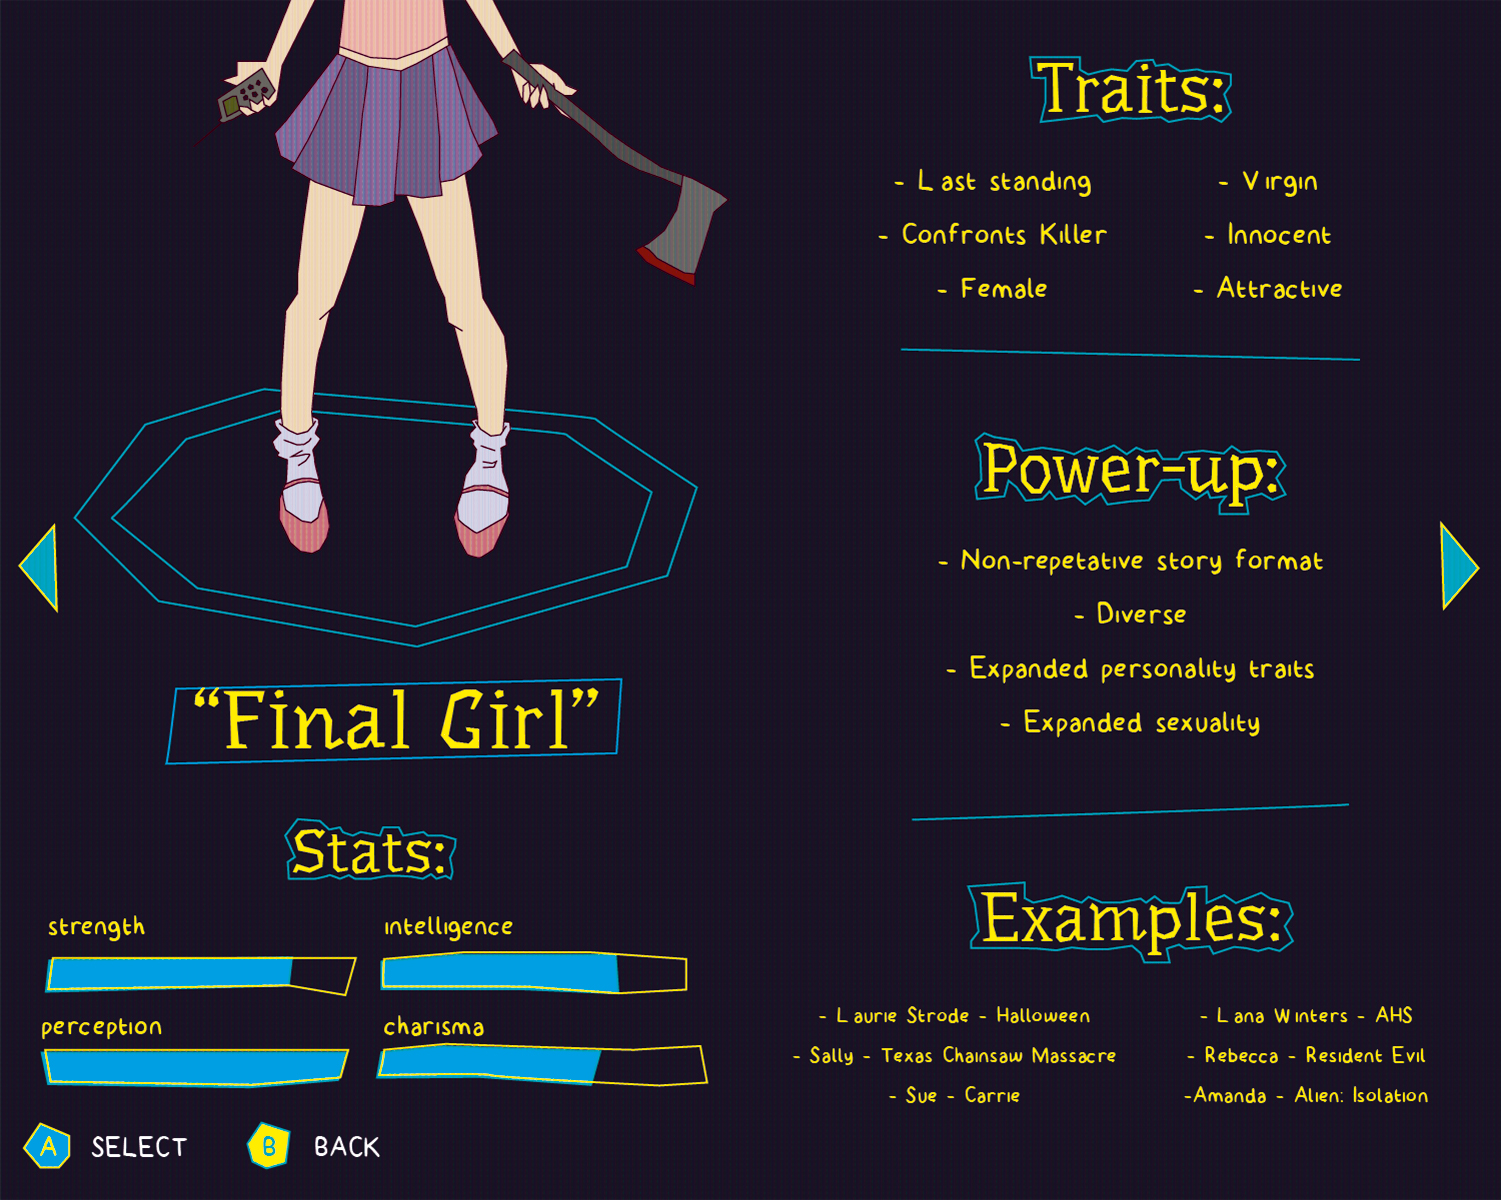 Traits:
- Last standing
- Virgin
- Confronts Killer
- Innocent
- Female
- Attractive
Power-up:
- Non-repetative story format
- Diverse
- Expanded personality traits
- Expanded sexuality
"Final Girl"
Stats:
strength
intelligence
perception
charisma
Examples:
- Laurie Strode - Halloween
- Lana Winters - AHS
- Sally - Texas Chainsaw Massacre
- Rebecca - Resident Evil
- Sue - Carrie
-Amanda - Alien: Isolation
A SELECT
B BACK